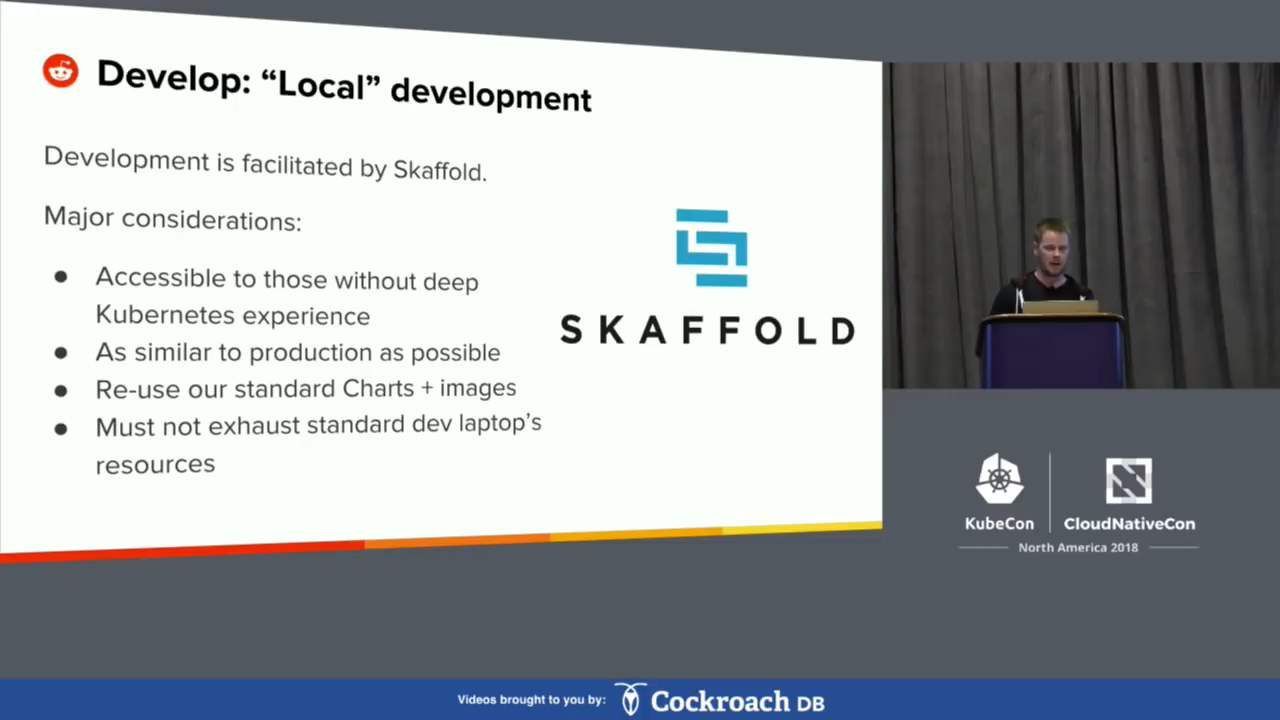 Develop: “Local” development
Development is facilitated by Skaffold.
Major considerations:
● Accessible to those without deep
Kubernetes experience
● As similar to production as possible
● Re-use our standard Charts + images
● Must not exhaust standard dev laptop’s
resources
SKAFFOLD
KubeCon
CloudNativeCon
North America 2018
Videos brought to you by:
Cockroach DB